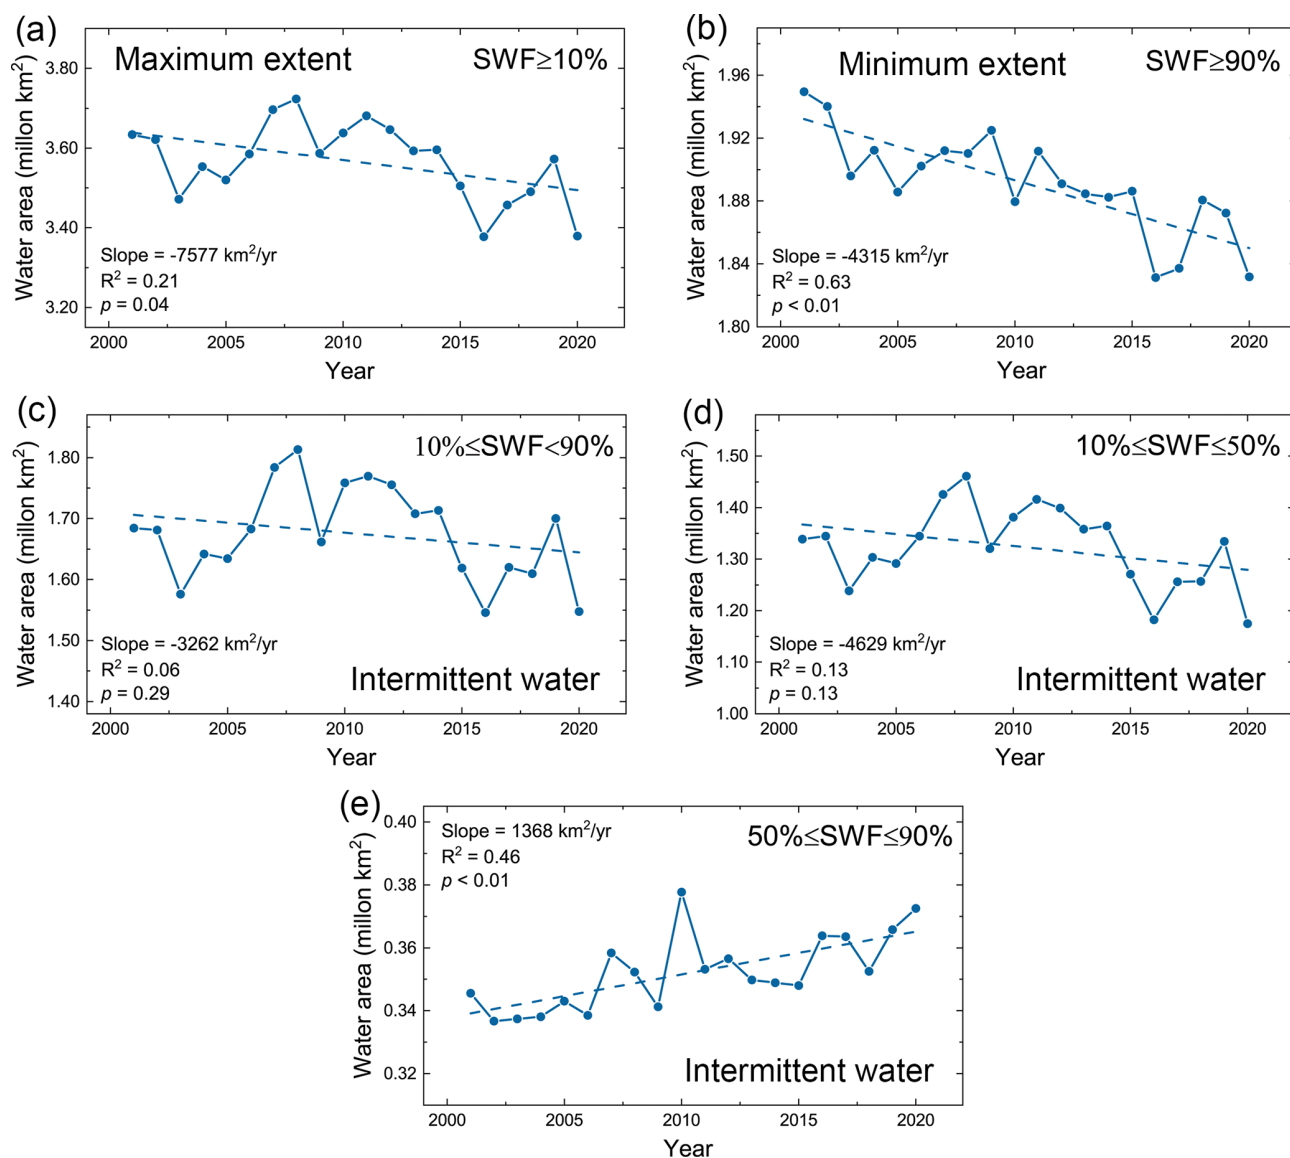 (a)
Maximum extent
SWF≥10%
Water area (millon km²)
3.80
3.60
3.40
3.20
Slope = -7577 km²/yr
R² = 0.21
p = 0.04
2000 2005 2010 2015 2020
Year
(b)
Minimum extent
SWF≥90%
Water area (millon km²)
1.96
1.92
1.88
1.84
1.80
Slope = -4315 km²/yr
R² = 0.63
p < 0.01
2000 2005 2010 2015 2020
Year
(c)
10%≤SWF<90%
Water area (millon km²)
1.80
1.70
1.60
1.50
1.40
Slope = -3262 km²/yr
R² = 0.06
p = 0.29
Intermittent water
2000 2005 2010 2015 2020
Year
(d)
10%≤SWF≤50%
Water area (millon km²)
1.50
1.40
1.30
1.20
1.10
1.00
Slope = -4629 km²/yr
R² = 0.13
p = 0.13
Intermittent water
2000 2005 2010 2015 2020
Year
(e)
Slope = 1368 km²/yr
R² = 0.46
p < 0.01
50%≤SWF≤90%
Water area (millon km²)
0.40
0.38
0.36
0.34
0.32
Intermittent water
2000 2005 2010 2015 2020
Year